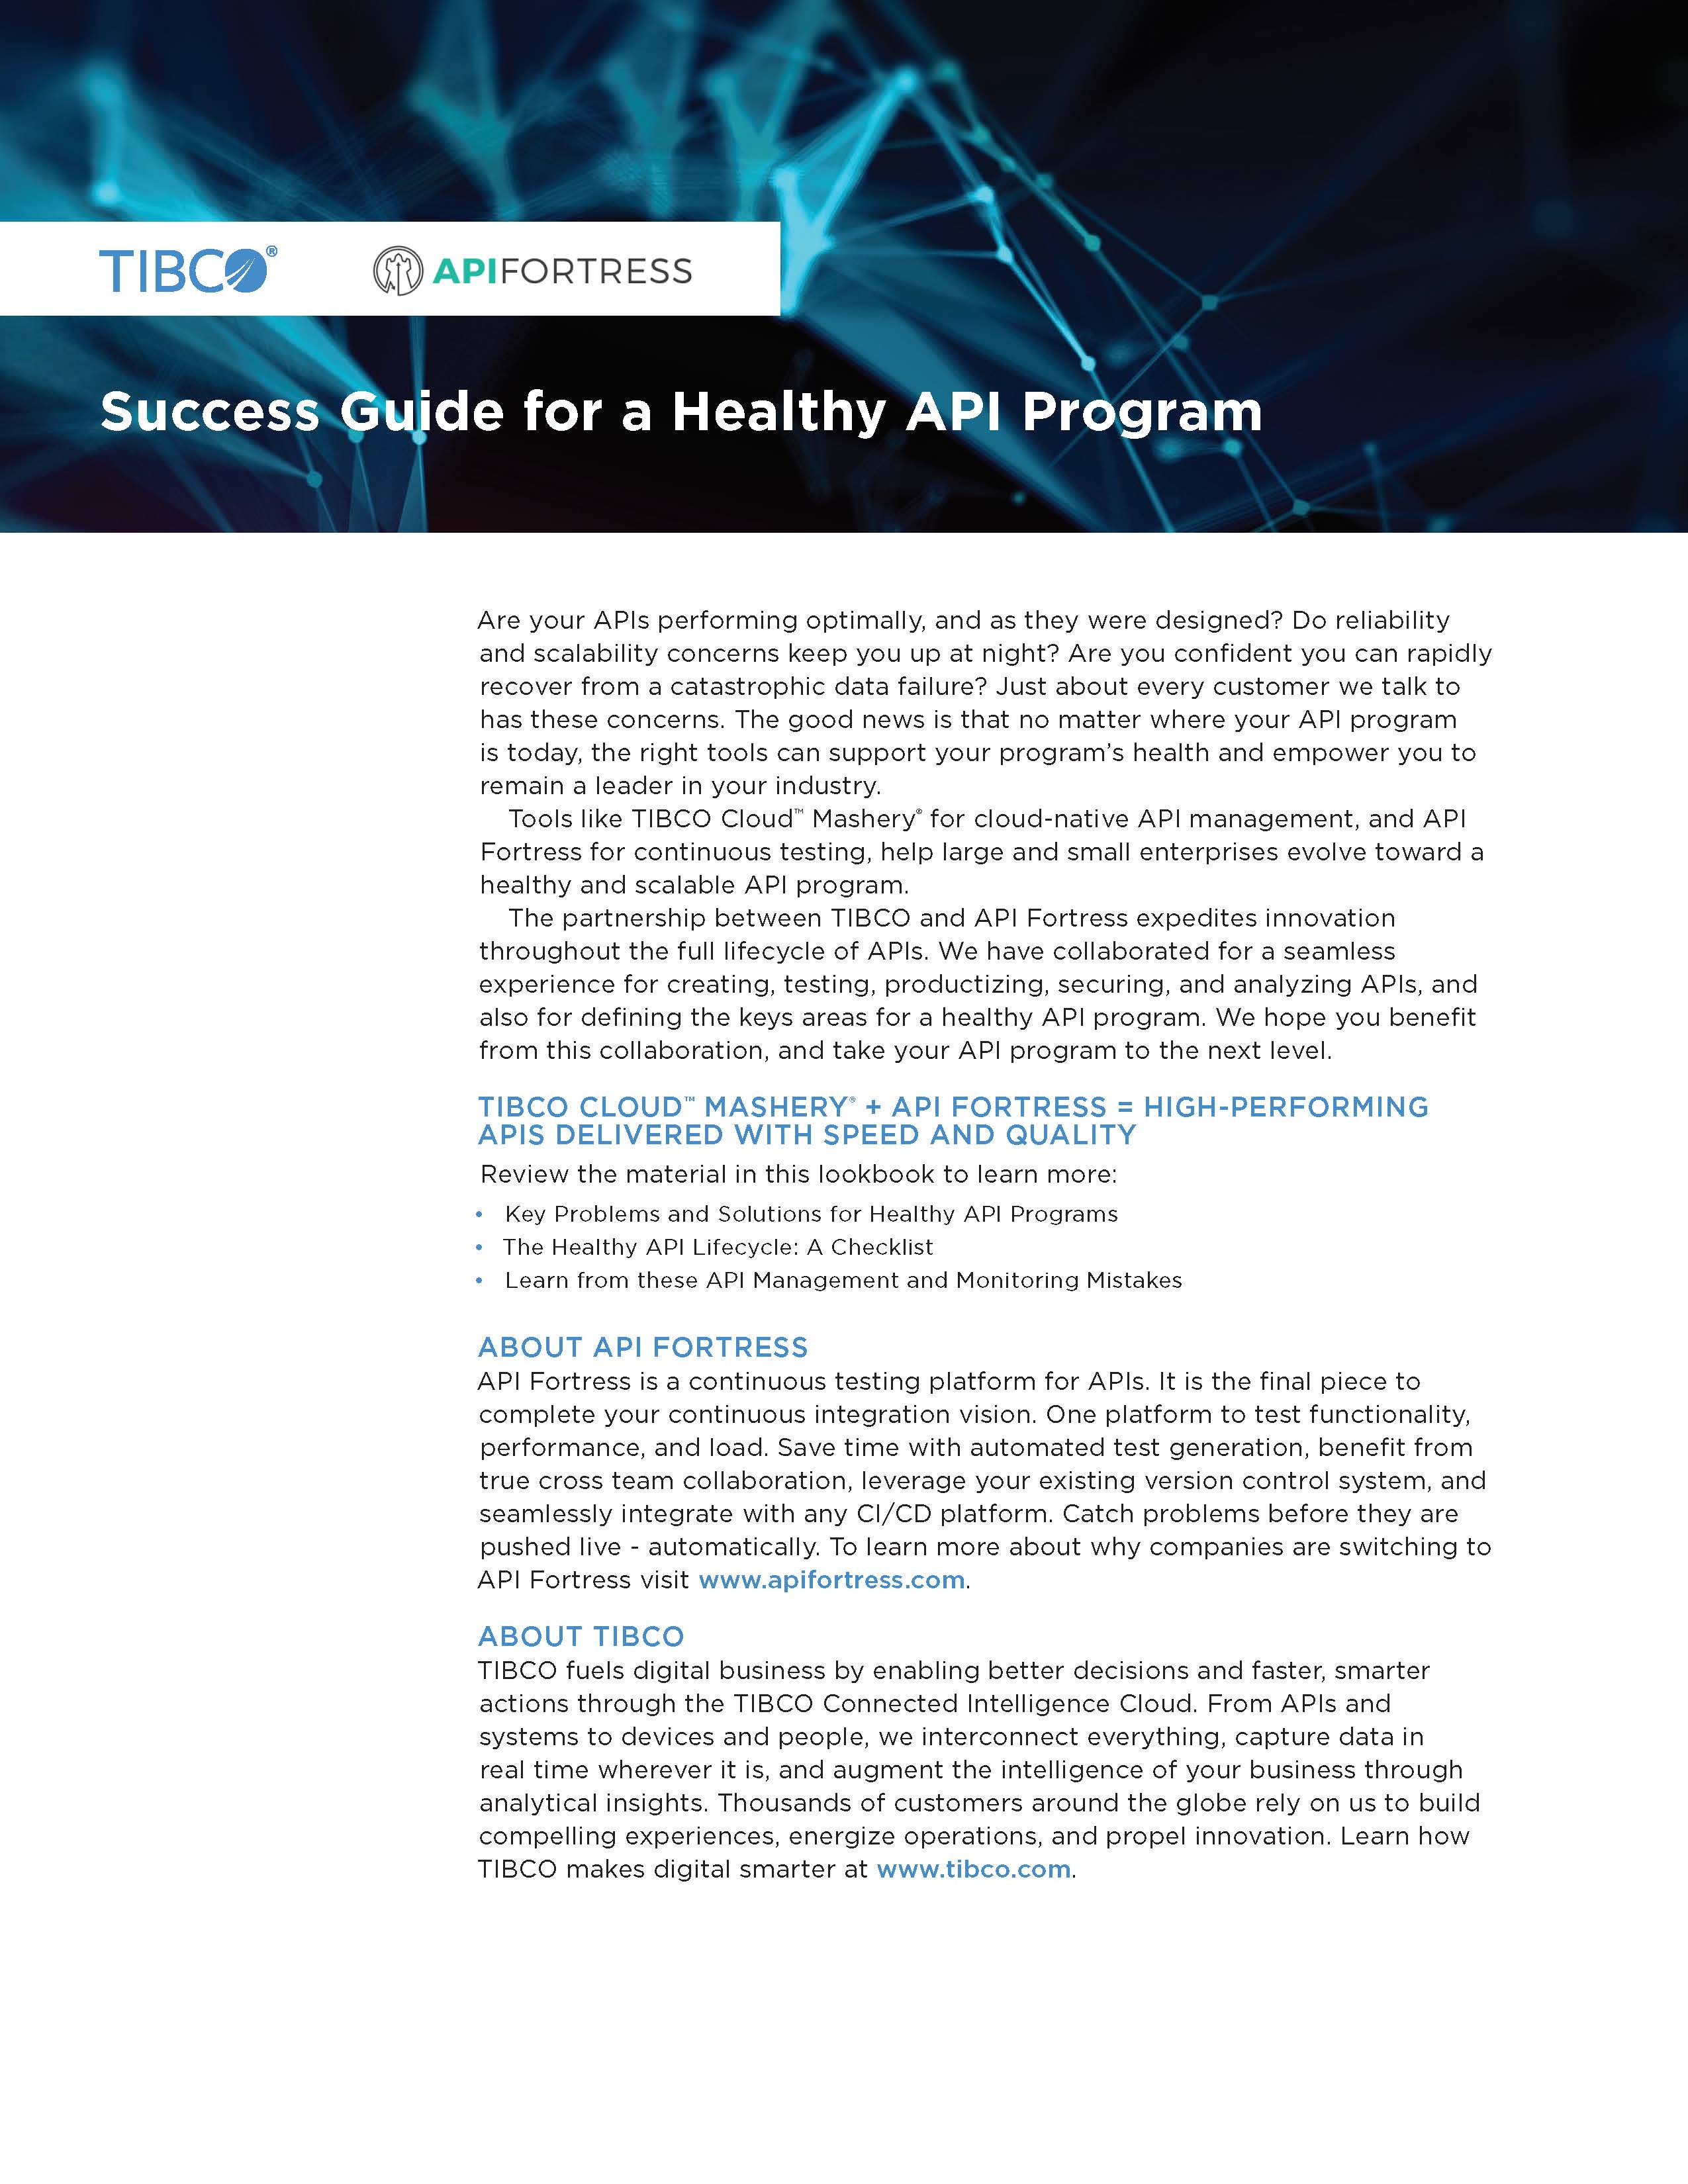 TIBCO®
APIFORTRESS
Success Guide for a Healthy API Program
Are your APIs performing optimally, and as they were designed? Do reliability
and scalability concerns keep you up at night? Are you confident you can rapidly
recover from a catastrophic data failure? Just about every customer we talk to
has these concerns. The good news is that no matter where your API program
is today, the right tools can support your program’s health and empower you to
remain a leader in your industry.
Tools like TIBCO Cloud™ Mashery® for cloud-native API management, and API
Fortress for continuous testing, help large and small enterprises evolve toward a
healthy and scalable API program.
The partnership between TIBCO and API Fortress expedites innovation
throughout the full lifecycle of APIs. We have collaborated for a seamless
experience for creating, testing, productizing, securing, and analyzing APIs, and
also for defining the keys areas for a healthy API program. We hope you benefit
from this collaboration, and take your API program to the next level.
TIBCO CLOUD™ MASHERY® + API FORTRESS = HIGH-PERFORMING
APIS DELIVERED WITH SPEED AND QUALITY
Review the material in this lookbook to learn more:
• Key Problems and Solutions for Healthy API Programs
• The Healthy API Lifecycle: A Checklist
• Learn from these API Management and Monitoring Mistakes
ABOUT API FORTRESS
API Fortress is a continuous testing platform for APIs. It is the final piece to
complete your continuous integration vision. One platform to test functionality,
performance, and load. Save time with automated test generation, benefit from
true cross team collaboration, leverage your existing version control system, and
seamlessly integrate with any CI/CD platform. Catch problems before they are
pushed live - automatically. To learn more about why companies are switching to
API Fortress visit www.apifortress.com.
ABOUT TIBCO
TIBCO fuels digital business by enabling better decisions and faster, smarter
actions through the TIBCO Connected Intelligence Cloud. From APIs and
systems to devices and people, we interconnect everything, capture data in
real time wherever it is, and augment the intelligence of your business through
analytical insights. Thousands of customers around the globe rely on us to build
compelling experiences, energize operations, and propel innovation. Learn how
TIBCO makes digital smarter at www.tibco.com.